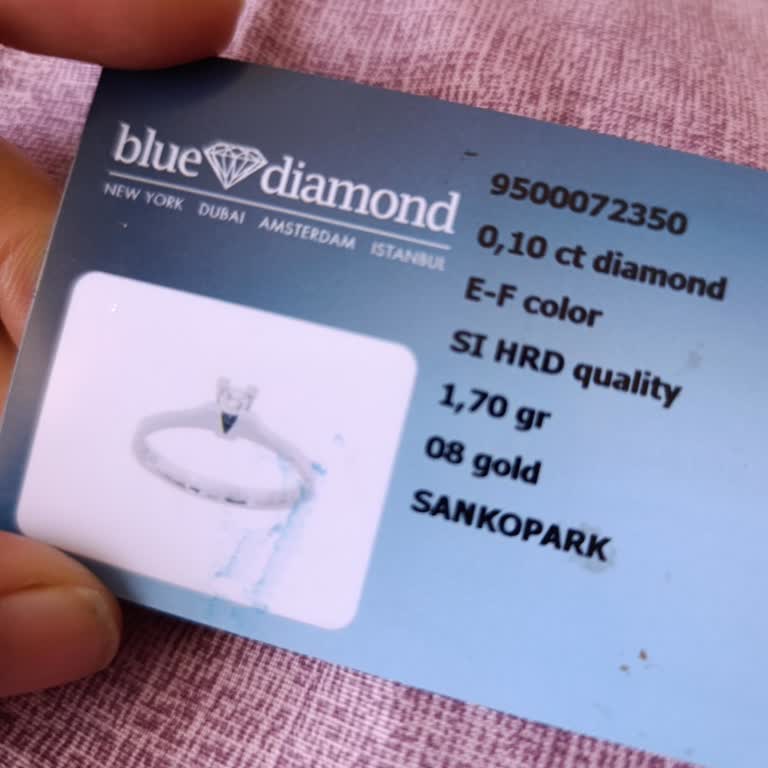 blue diamond
NEW YORK DUBAI AMSTERDAM ISTANBUL
9500072350
0,10 ct diamond
E-F color
SI HRD quality
1,70 gr
08 gold
SANKOPARK